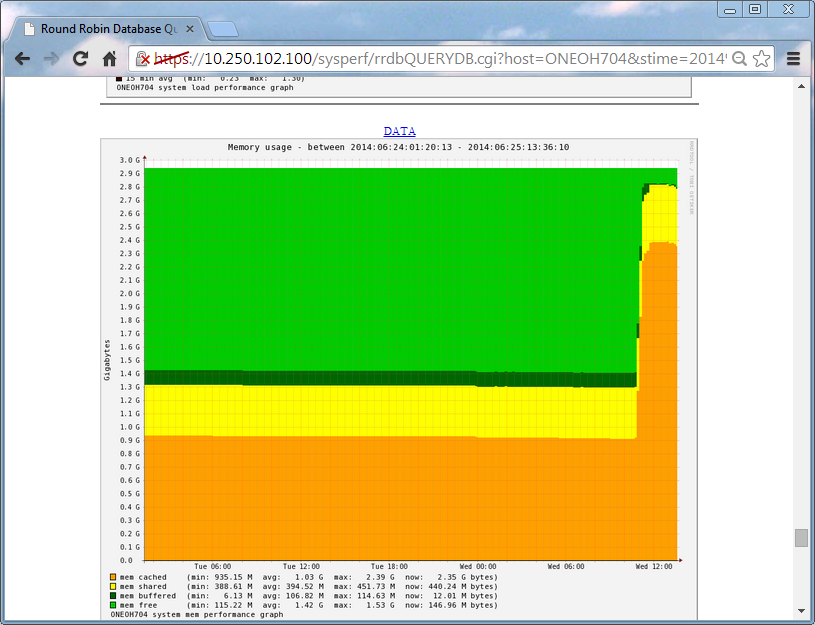 Round Robin Database Qu
https://10.250.102.100/sysperf/rrdbQUERYDB.cgi?host=ONEOH704&stime=2014
15 min avg (min: 0.23 max: 1.30)
ONEOH704 system load performance graph
DATA
Memory usage - between 2014:06:24:01:20:13 - 2014:06:25:13:36:10
3.0 G
2.9 G
2.8 G
2.7 G
2.6 G
2.5 G
2.4 G
2.3 G
2.2 G
2.1 G
2.0 G
1.9 G
1.8 G
1.7 G
1.6 G
1.5 G
1.4 G
1.3 G
1.2 G
1.1 G
1.0 G
0.9 G
0.8 G
0.7 G
0.6 G
0.5 G
0.4 G
0.3 G
0.2 G
0.1 G
0.0
Gigabytes
RRDTOOL / TOBI OETIKER
Tue 06:00 Tue 12:00 Tue 18:00 Wed 00:00 Wed 06:00 Wed 12:00
mem cached (min: 935.15 M avg: 1.03 G max: 2.39 G now: 2.35 G bytes)
mem shared (min: 388.61 M avg: 394.52 M max: 451.73 M now: 440.24 M bytes)
mem buffered (min: 6.13 M avg: 106.82 M max: 114.63 M now: 12.01 M bytes)
mem free (min: 115.22 M avg: 1.42 G max: 1.53 G now: 146.96 M bytes)
ONEOH704 system mem performance graph